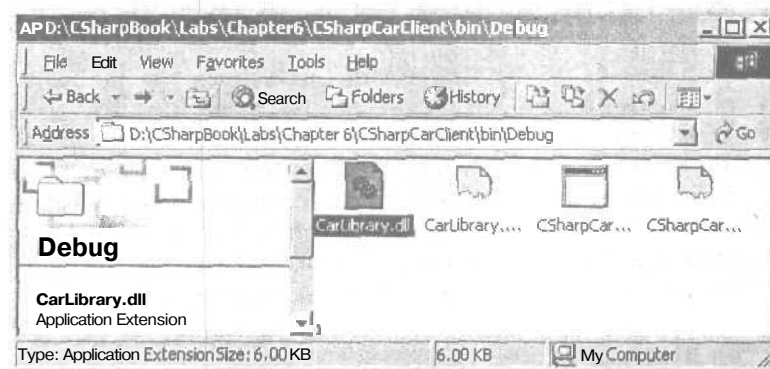 APD:\CSharpBook\Labs\Chapter6\CSharpCarClient\bin\Debug
File Edit View Favorites Tools Help
Back Search Folders History
Address D:\CSharpBook\Labs\Chapter 6\CSharpCarClient\bin\Debug Go
CarLibrary.dll CarLibrary.... CSharpCar... CSharpCar...
Debug
CarLibrary.dll
Application Extension
Type: Application Extension Size: 6,00 KB 6,00 KB My Computer